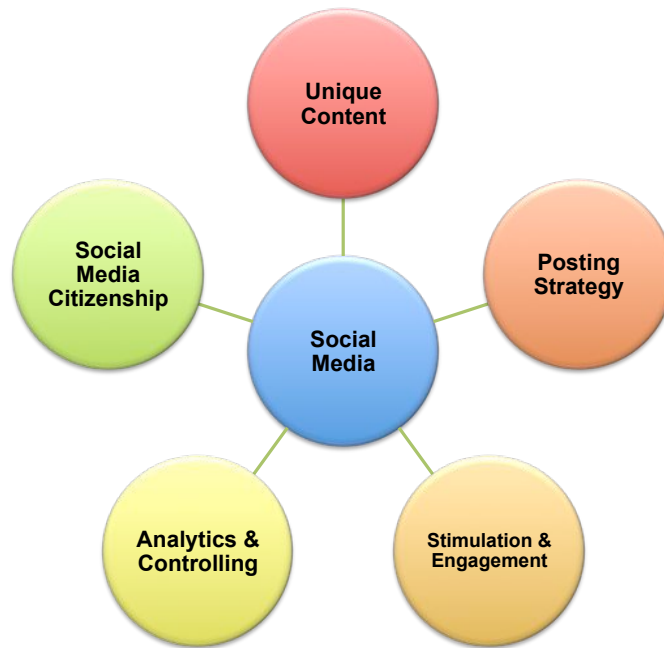 Unique
Content
Social
Media
Citizenship
Posting
Strategy
Social
Media
Analytics &
Controlling
Stimulation &
Engagement